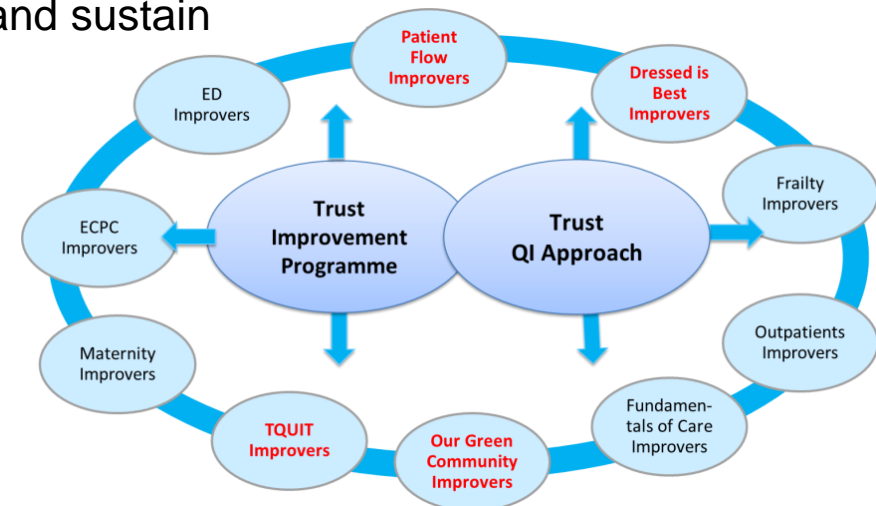 and sustain
Patient
Flow
Improvers
ED
Improvers
Dressed is
Best
Improvers
Frailty
Improvers
ECPC
Improvers
Trust
Improvement
Programme
Trust
QI Approach
Maternity
Improvers
Outpatients
Improvers
TQUIT
Improvers
Our Green
Community
Improvers
Fundamen-
tals of Care
Improvers